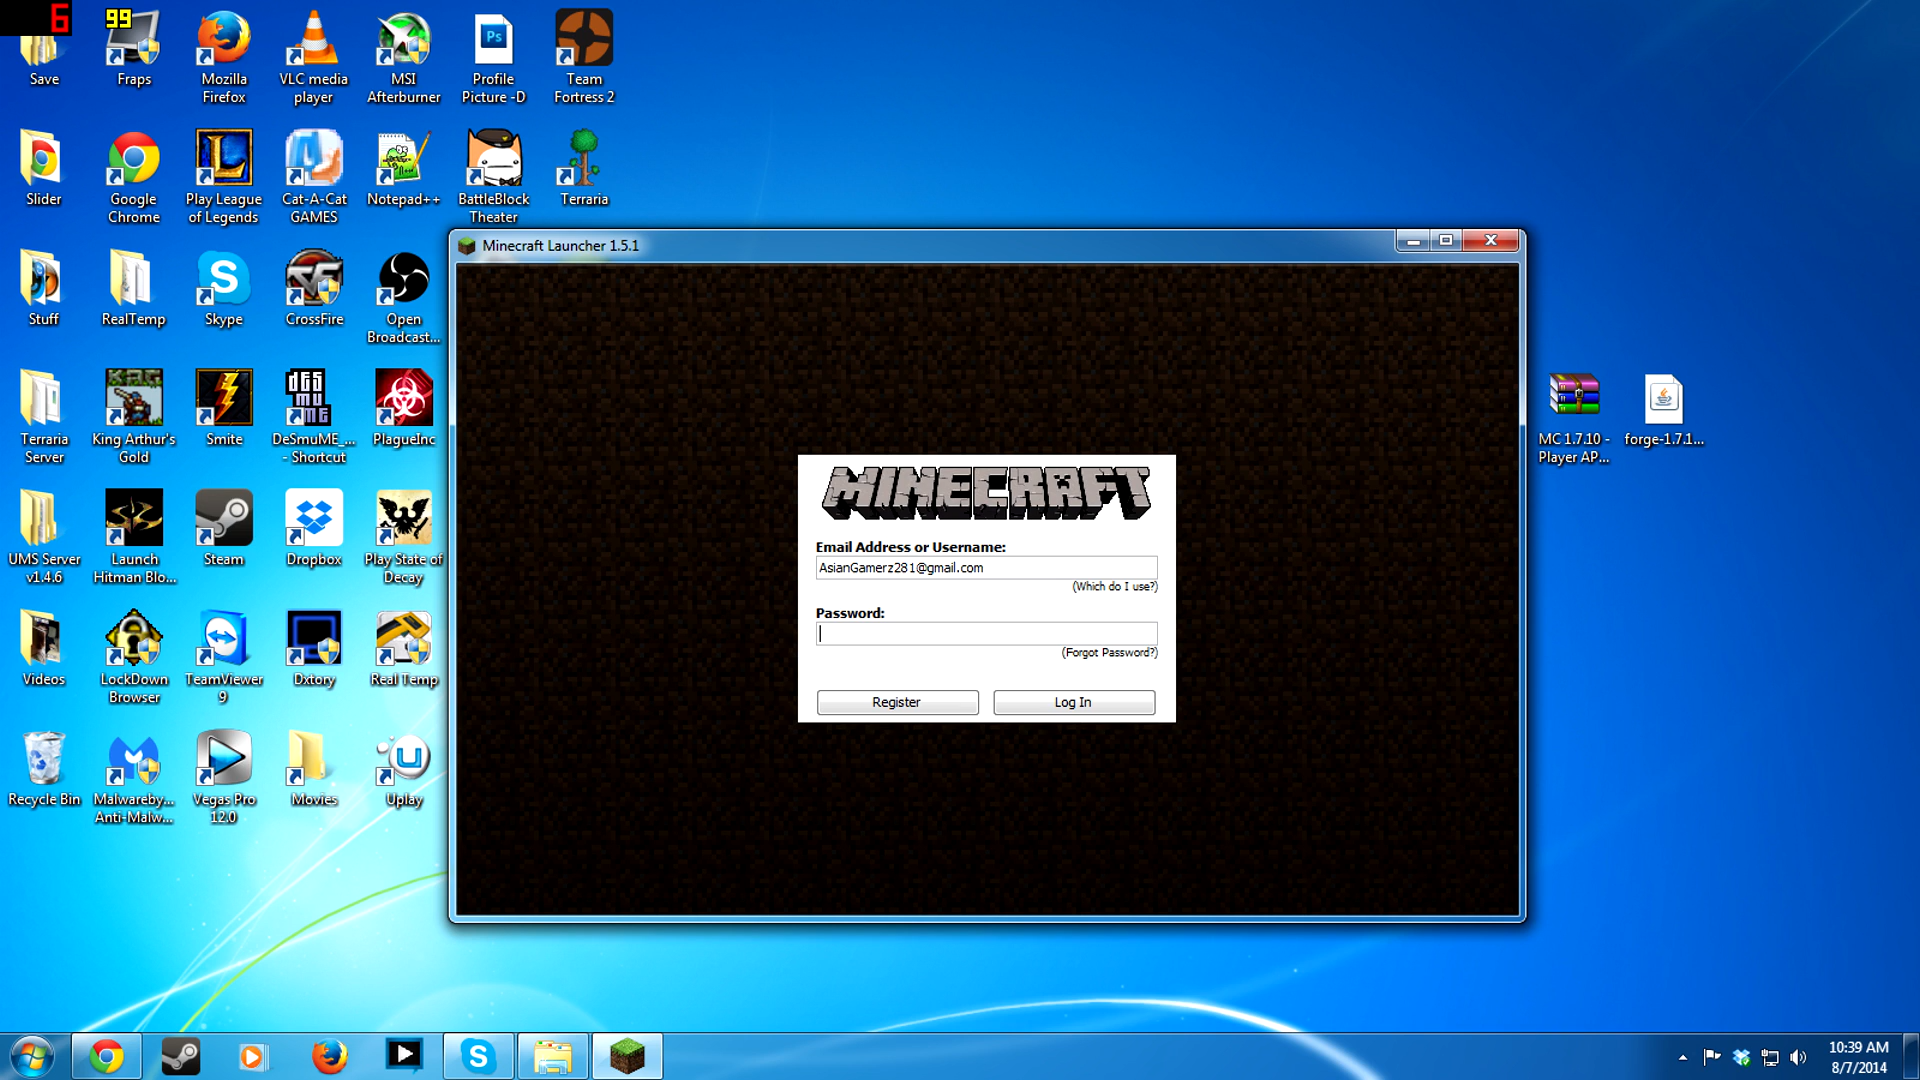 6
99
Save
Fraps
Mozilla
Firefox
VLC media
player
MSI
Afterburner
Ps
Profile
Picture -D
Team
Fortress 2
Slider
Google
Chrome
Play League
of Legends
Cat-A-Cat
GAMES
Notepad++
BattleBlock
Theater
Terraria
Stuff
RealTemp
Skype
CrossFire
Open
Broadcast...
Terraria
Server
King Arthur's
Gold
Smite
DeSmuME_...
- Shortcut
PlagueInc
UMS Server
v1.4.6
Launch
Hitman Blo...
Steam
Dropbox
Play State of
Decay
Videos
LockDown
Browser
TeamViewer
9
Dxtory
Real Temp
Recycle Bin
Malwareby...
Anti-Malw...
Vegas Pro
12.0
Movies
Uplay
Minecraft Launcher 1.5.1
MINECRAFT
Email Address or Username:
AsianGamerz281@gmail.com
(Which do I use?)
Password:
(Forgot Password?)
Register
Log In
MC 1.7.10 -
Player AP...
forge-1.7.1...
10:39 AM
8/7/2014